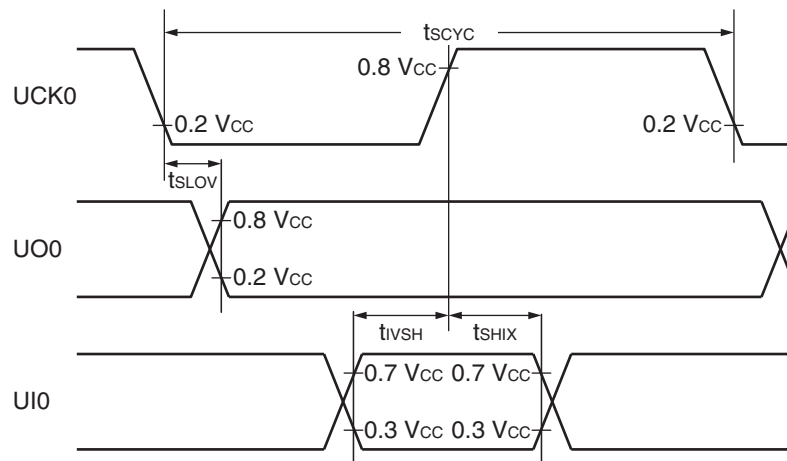 tSCYC
0.8 VCC
UCK0
0.2 VCC 0.2 VCC
tSLOV
0.8 VCC
UO0
0.2 VCC
tIVSH tSHIX
0.7 VCC 0.7 VCC
UI0
0.3 VCC 0.3 VCC